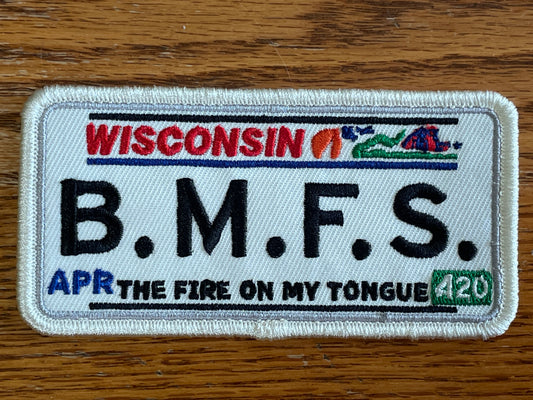 WISCONSIN
B.M.F.S.
APR THE FIRE ON MY TONGUE 420